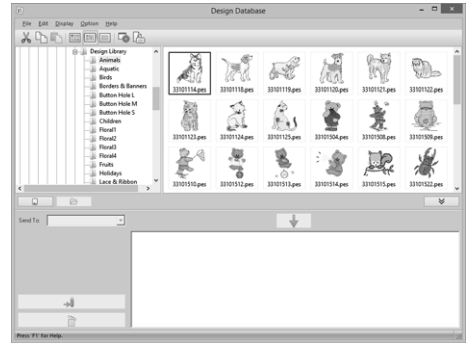 Design Database
File Edit Display Option Help
Design Library
Animals
Aquatic
Birds
Borders & Banners
Button Hole L
Button Hole M
Button Hole S
Children
Floral1
Floral2
Floral3
Floral4
Fruits
Holidays
Lace & Ribbon
33101114.pes 33101118.pes 33101119.pes 33101120.pes 33101121.pes 33101122.pes
33101123.pes 33101124.pes 33101125.pes 33101504.pes 33101508.pes 33101509.pes
33101510.pes 33101512.pes 33101513.pes 33101514.pes 33101515.pes 33101522.pes
Send To:
Press F1 for Help.